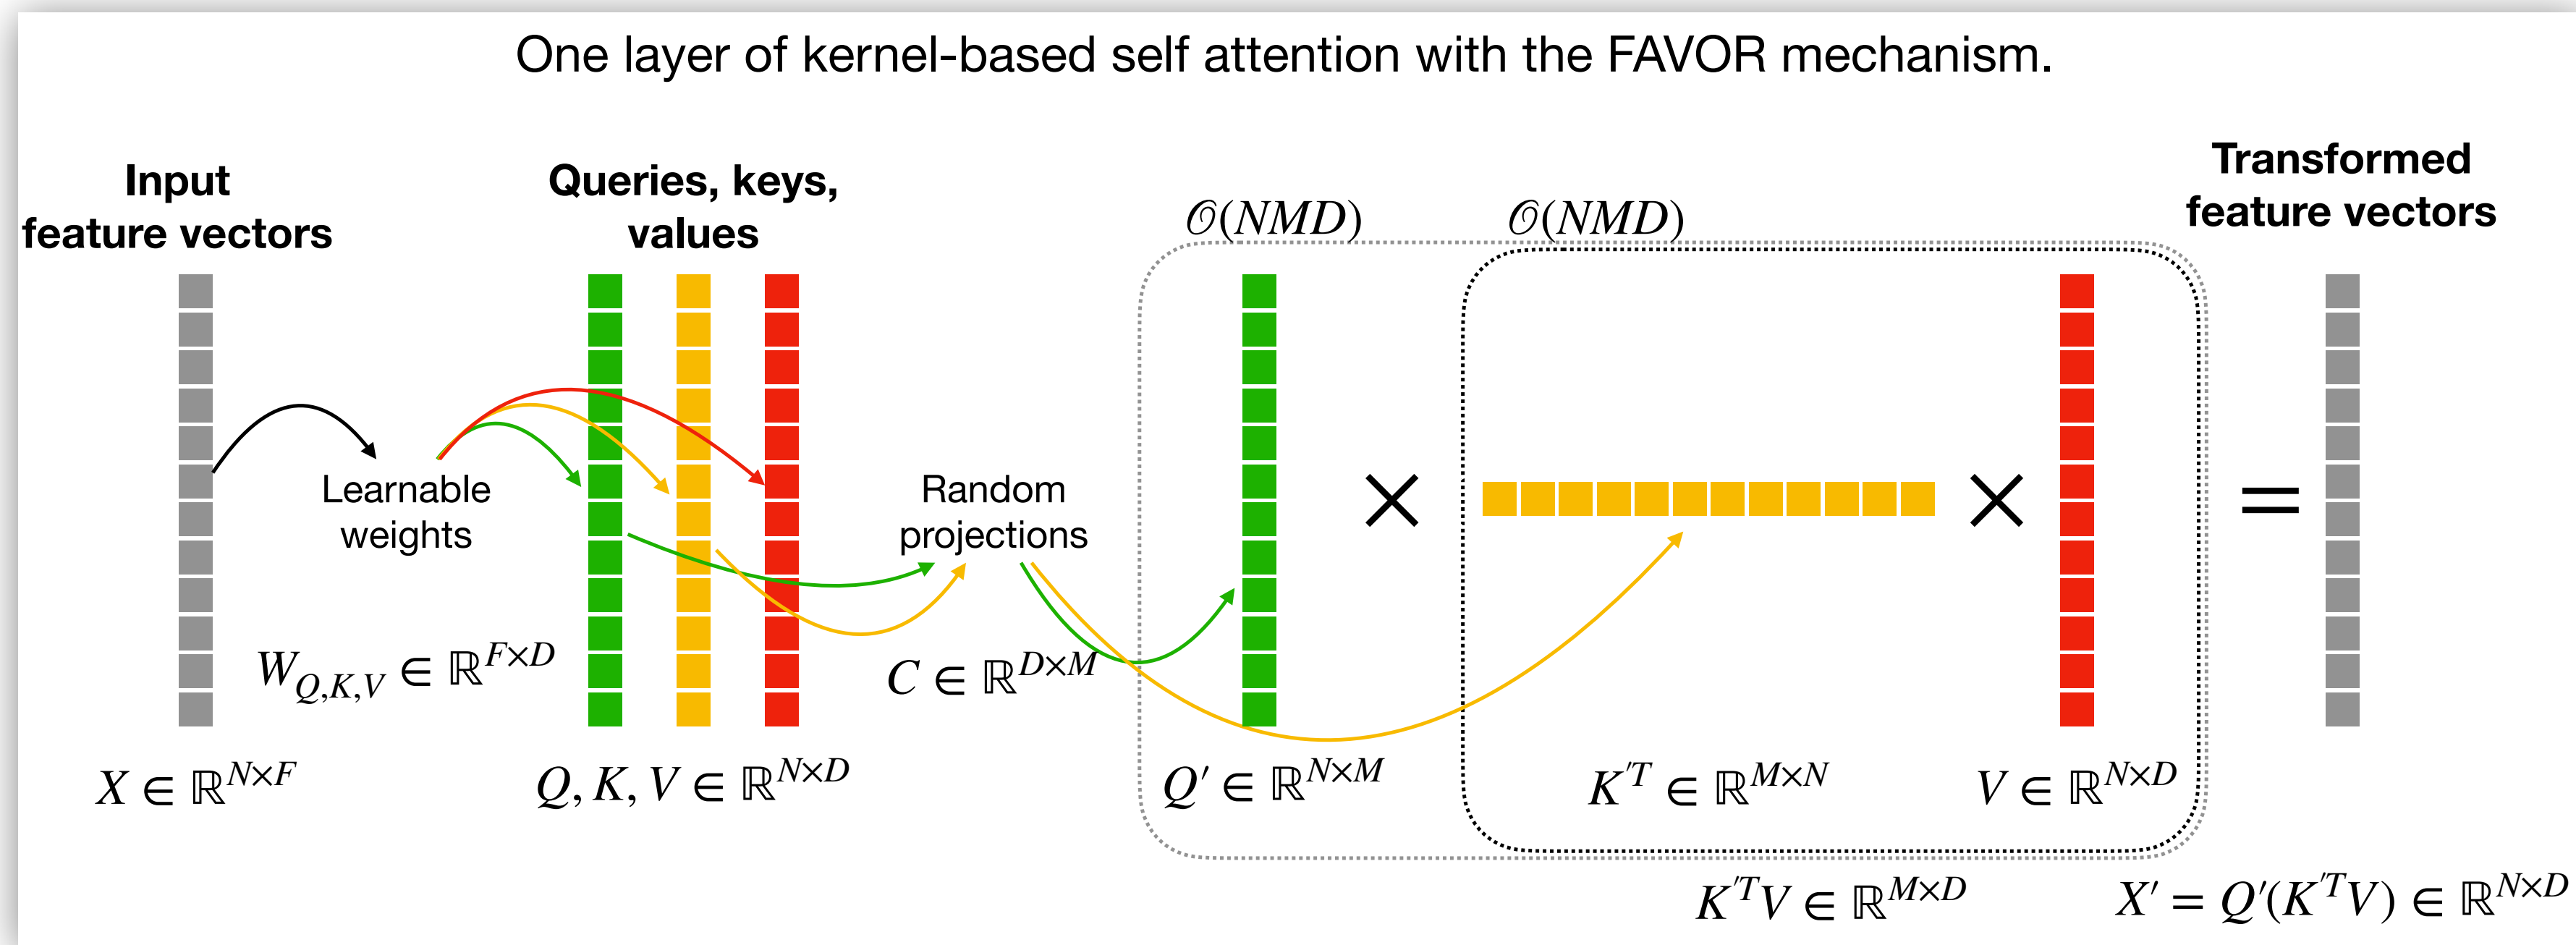 One layer of kernel-based self attention with the FAVOR mechanism.
Input
feature vectors
Queries, keys,
values
𝒪(NMD)
𝒪(NMD)
Transformed
feature vectors
Learnable
weights
Random
projections
×
×
=
W_{Q,K,V} ∈ ℝ^{F×D}
C ∈ ℝ^{D×M}
X ∈ ℝ^{N×F}
Q, K, V ∈ ℝ^{N×D}
Q′ ∈ ℝ^{N×M}
K^{′T} ∈ ℝ^{M×N}
V ∈ ℝ^{N×D}
K^{′T}V ∈ ℝ^{M×D}
X′ = Q′(K^{′T}V) ∈ ℝ^{N×D}